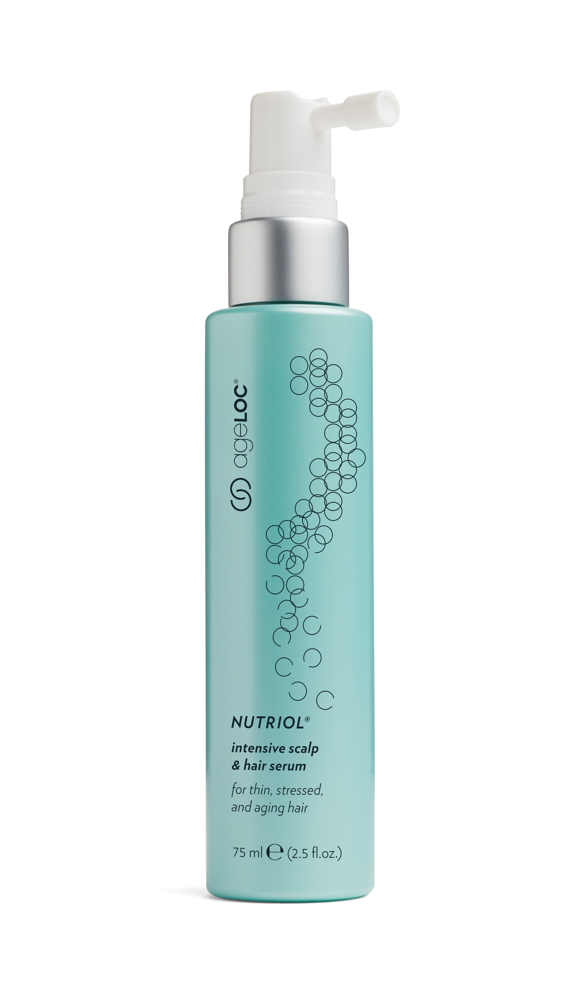 ageLOC®
NUTRIOL®
intensive scalp
& hair serum
for thin, stressed,
and aging hair
75 ml ℮ (2.5 fl.oz.)